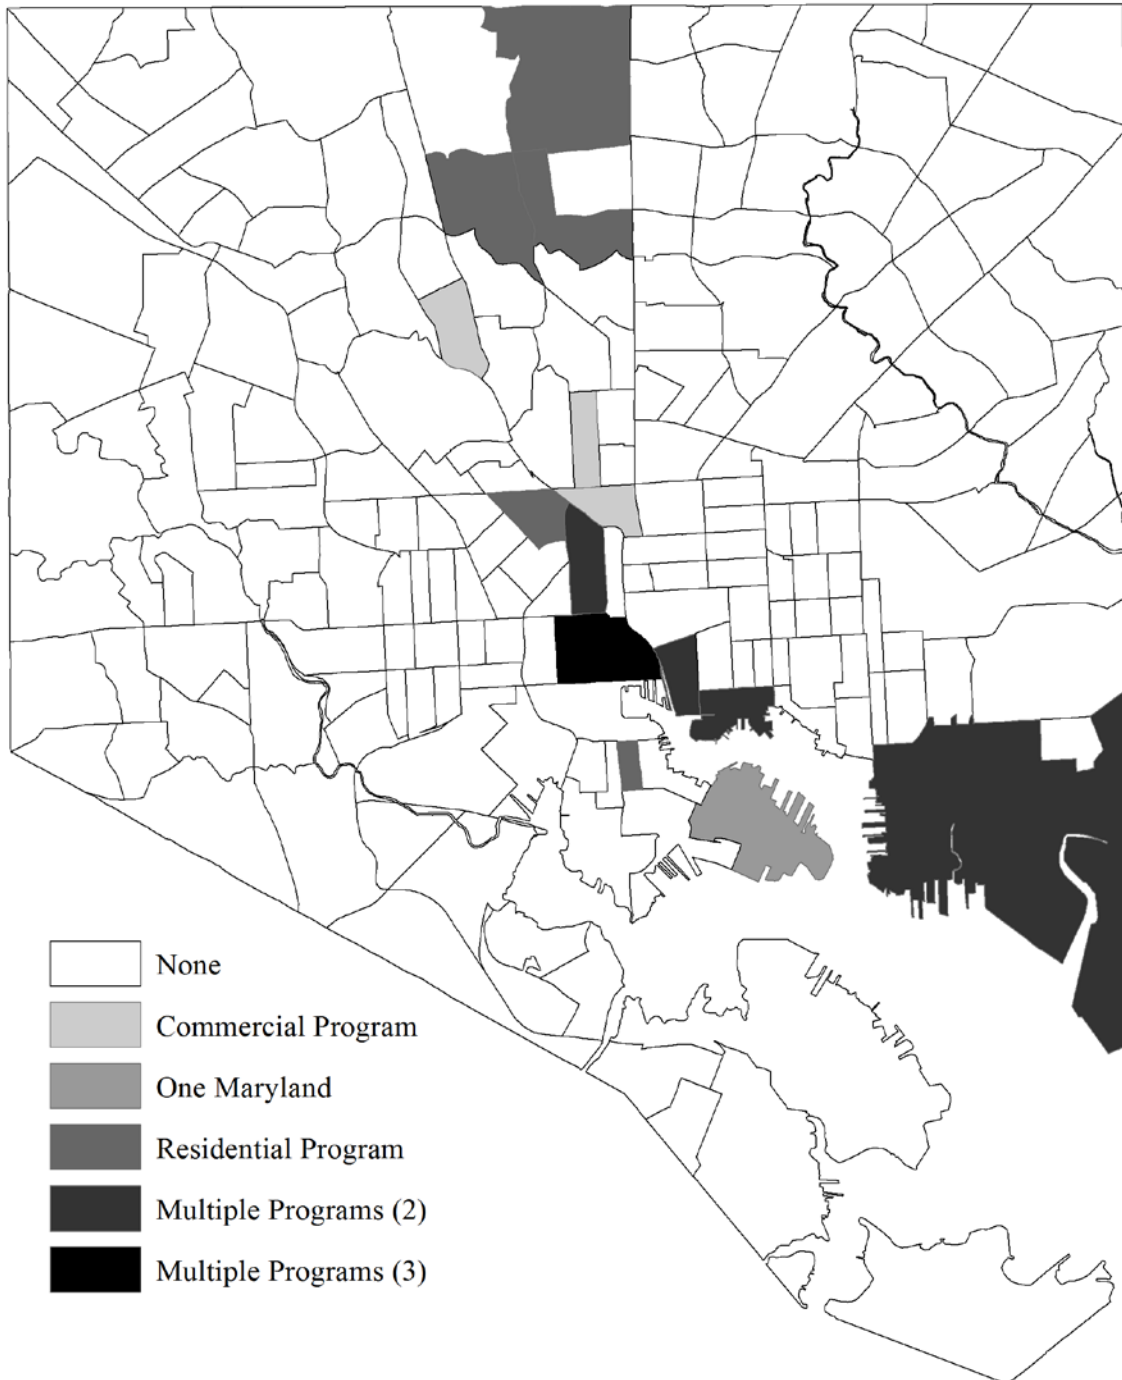 None
Commercial Program
One Maryland
Residential Program
Multiple Programs (2)
Multiple Programs (3)